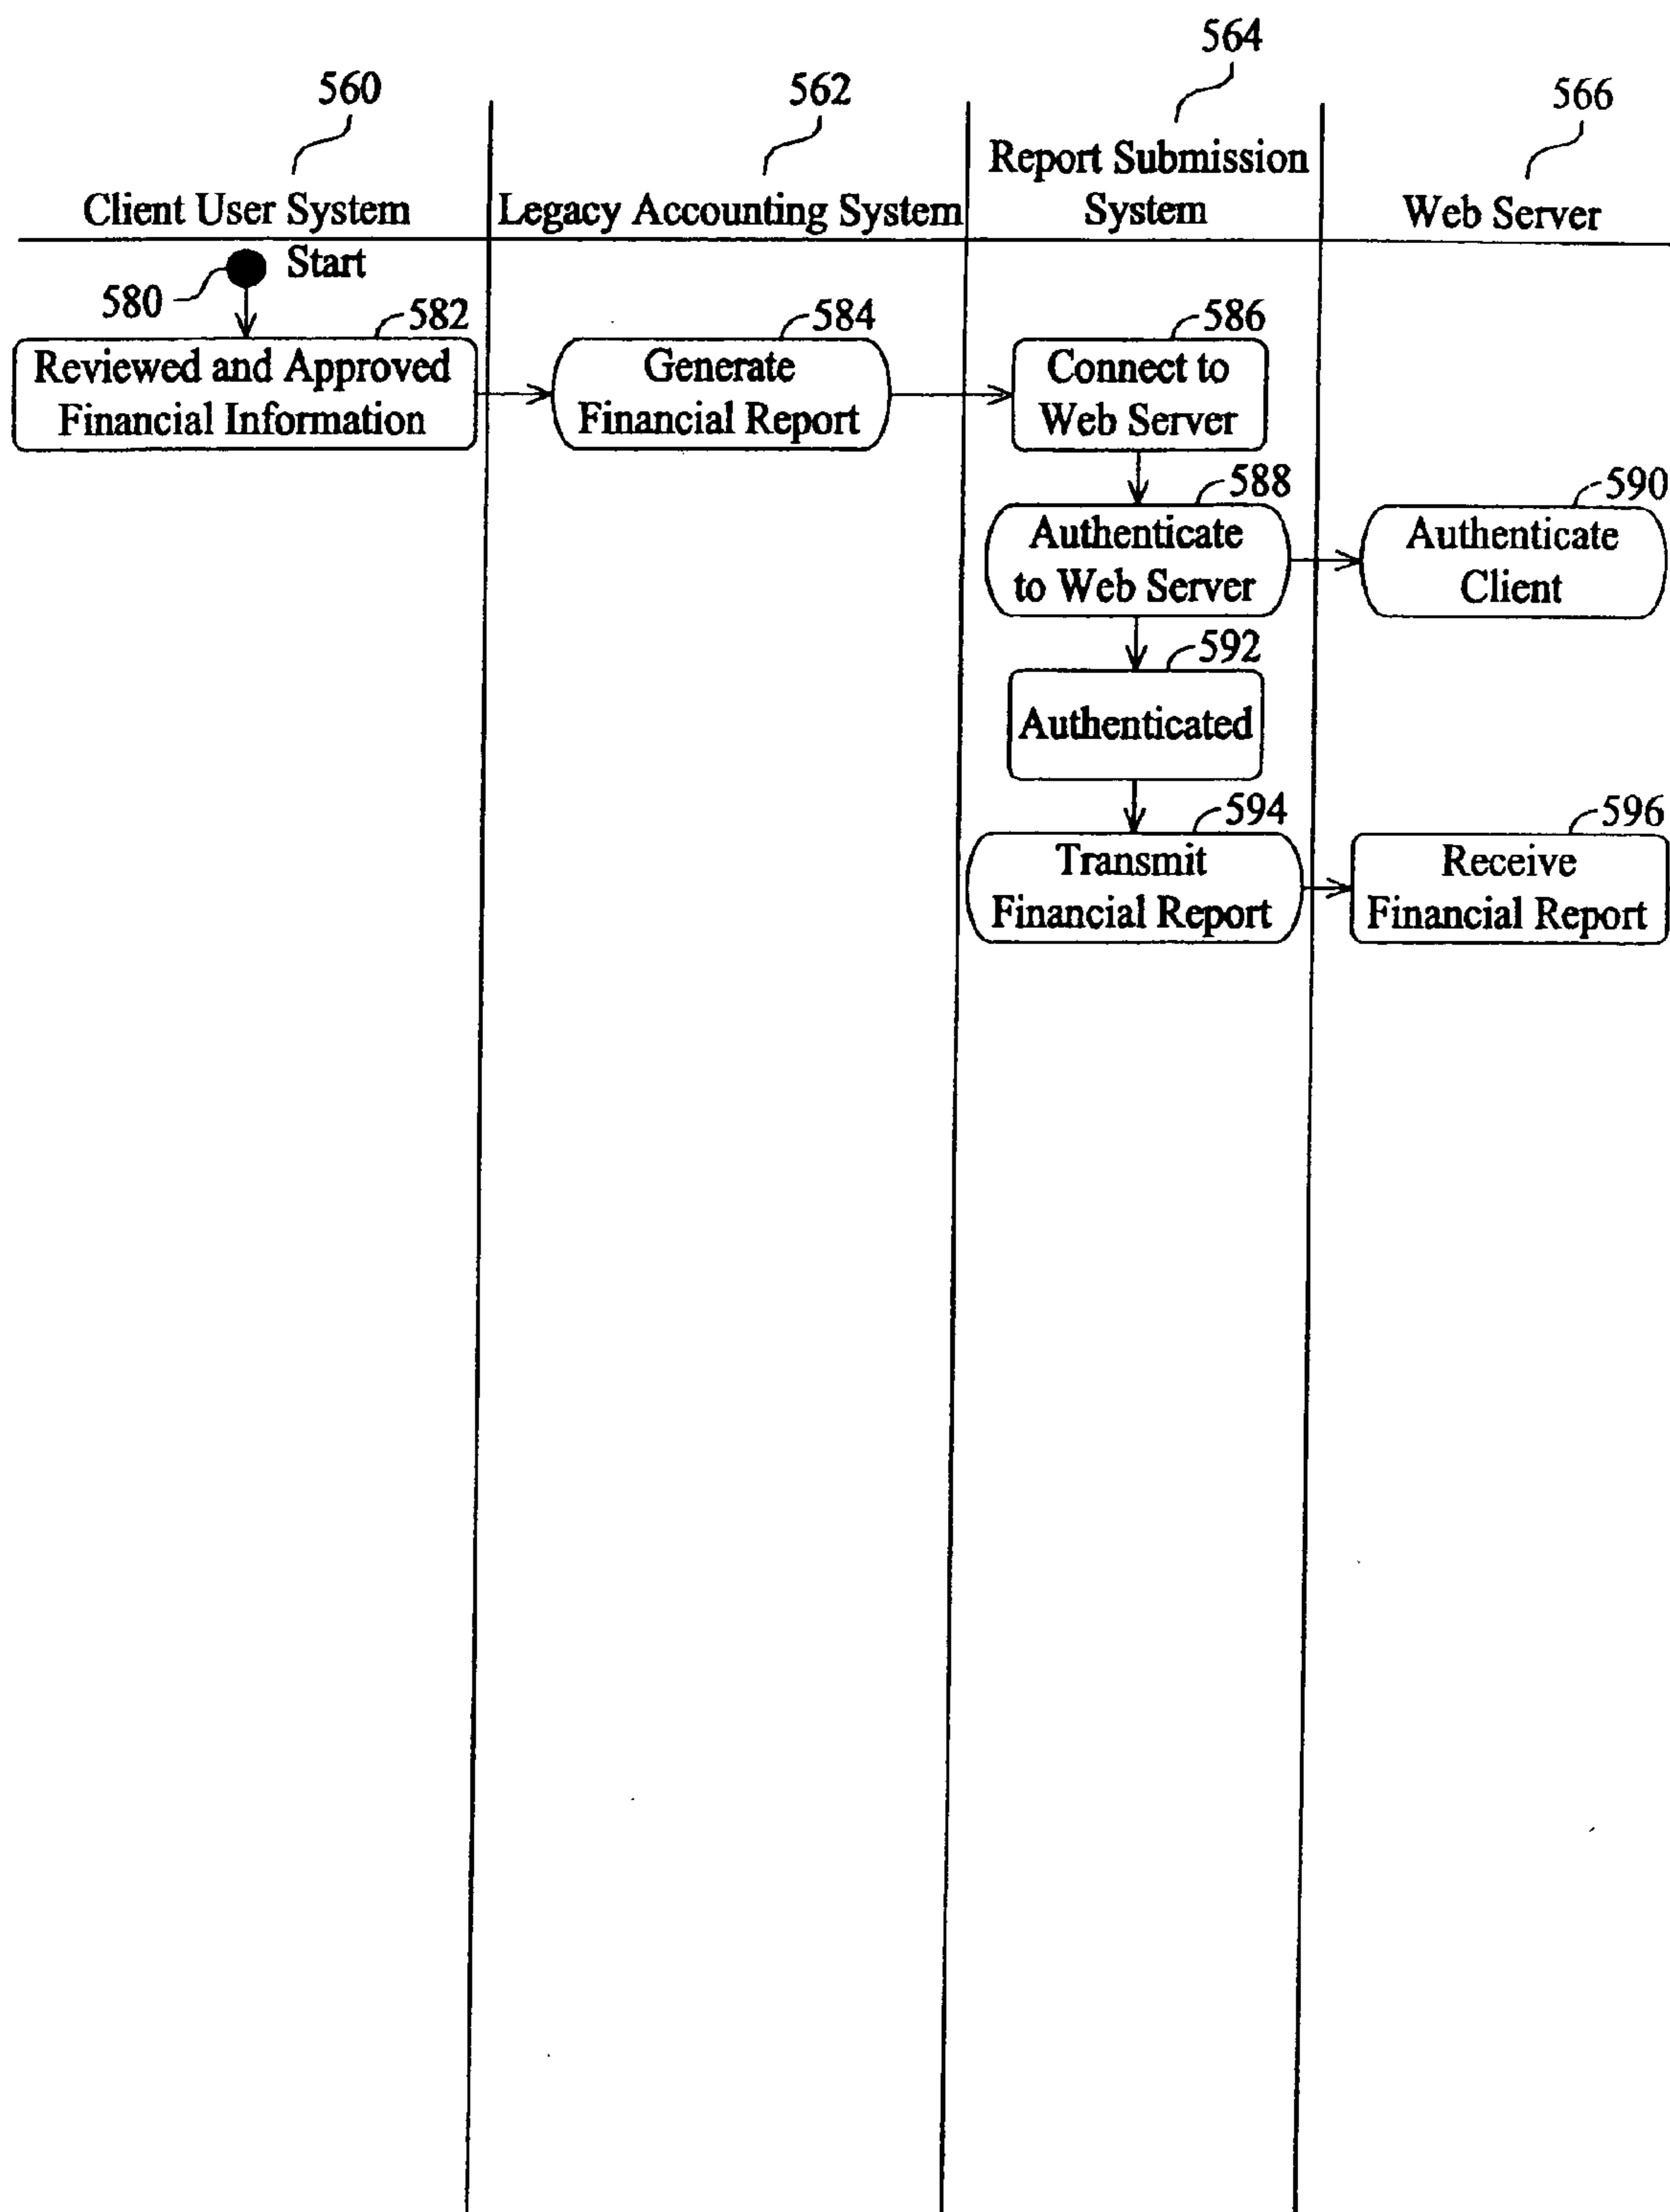 564
560
562
566
Report Submission
System
Client User System
Legacy Accounting System
Web Server
Start
580
582
584
586
Reviewed and Approved
Financial Information
Generate
Financial Report
Connect to
Web Server
588
590
Authenticate
to Web Server
Authenticate
Client
592
Authenticated
594
596
Transmit
Financial Report
Receive
Financial Report